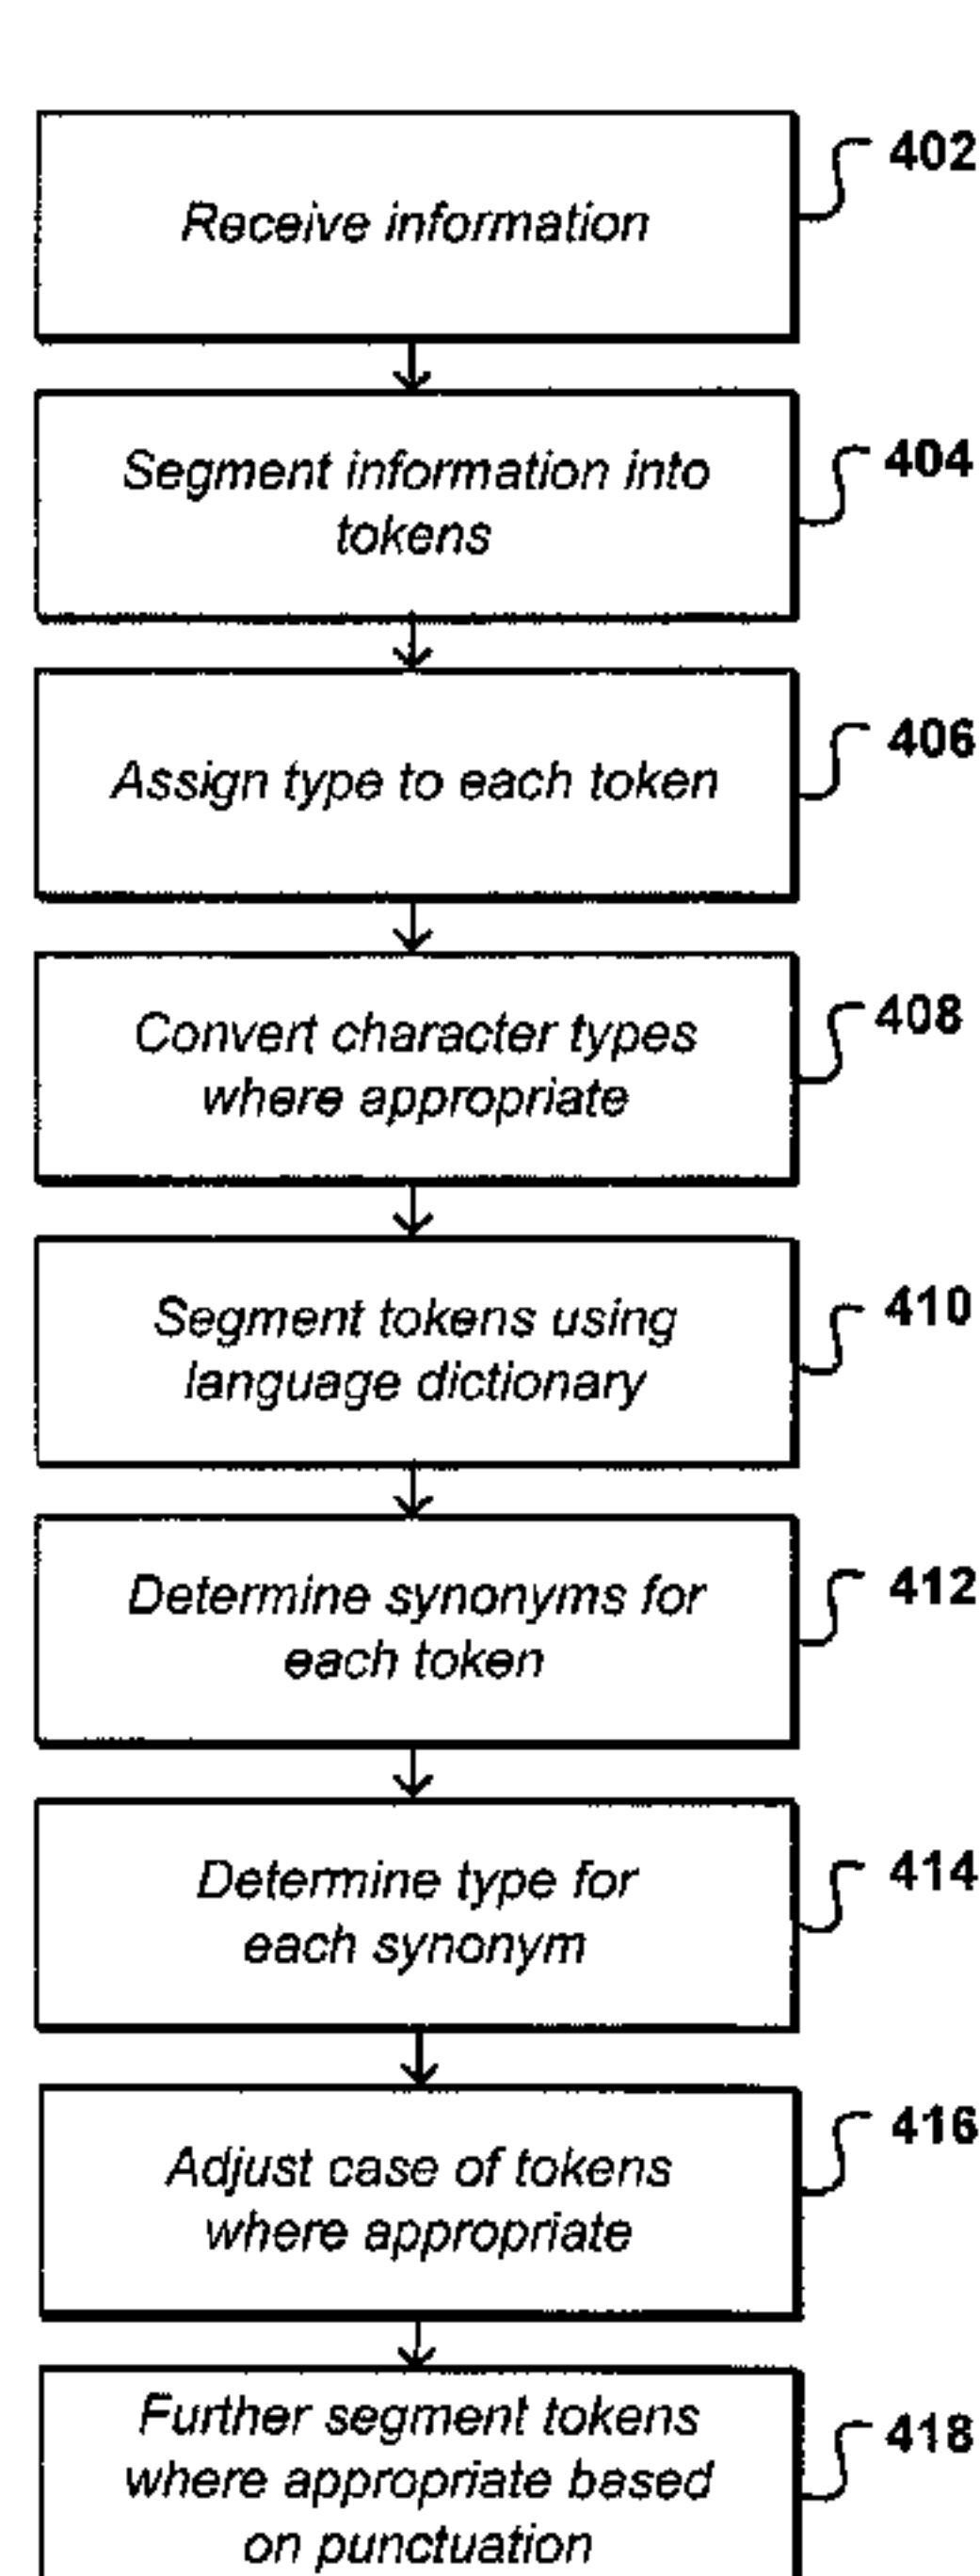 402
Receive information
404
Segment information into
tokens
406
Assign type to each token
408
Convert character types
where appropriate
410
Segment tokens using
language dictionary
412
Determine synonyms for
each token
414
Determine type for
each synonym
416
Adjust case of tokens
where appropriate
418
Further segment tokens
where appropriate based
on punctuation